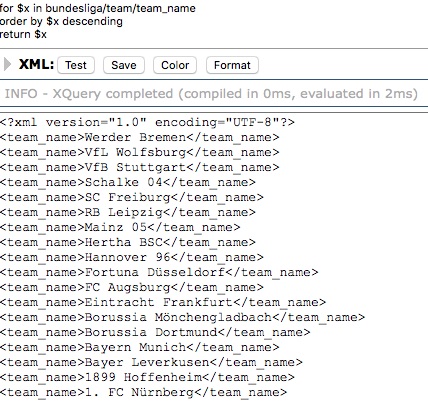 for $x in bundesliga/team/team_name
order by $x descending
return $x
XML: Test Save Color Format
INFO - XQuery completed (compiled in 0ms, evaluated in 2ms)
<?xml version="1.0" encoding="UTF-8"?>
<team_name>Werder Bremen</team_name>
<team_name>VfL Wolfsburg</team_name>
<team_name>VfB Stuttgart</team_name>
<team_name>Schalke 04</team_name>
<team_name>SC Freiburg</team_name>
<team_name>RB Leipzig</team_name>
<team_name>Mainz 05</team_name>
<team_name>Hertha BSC</team_name>
<team_name>Hannover 96</team_name>
<team_name>Fortuna Düsseldorf</team_name>
<team_name>FC Augsburg</team_name>
<team_name>Eintracht Frankfurt</team_name>
<team_name>Borussia Mönchengladbach</team_name>
<team_name>Borussia Dortmund</team_name>
<team_name>Bayern Munich</team_name>
<team_name>Bayer Leverkusen</team_name>
<team_name>1899 Hoffenheim</team_name>
<team_name>1. FC Nürnberg</team_name>